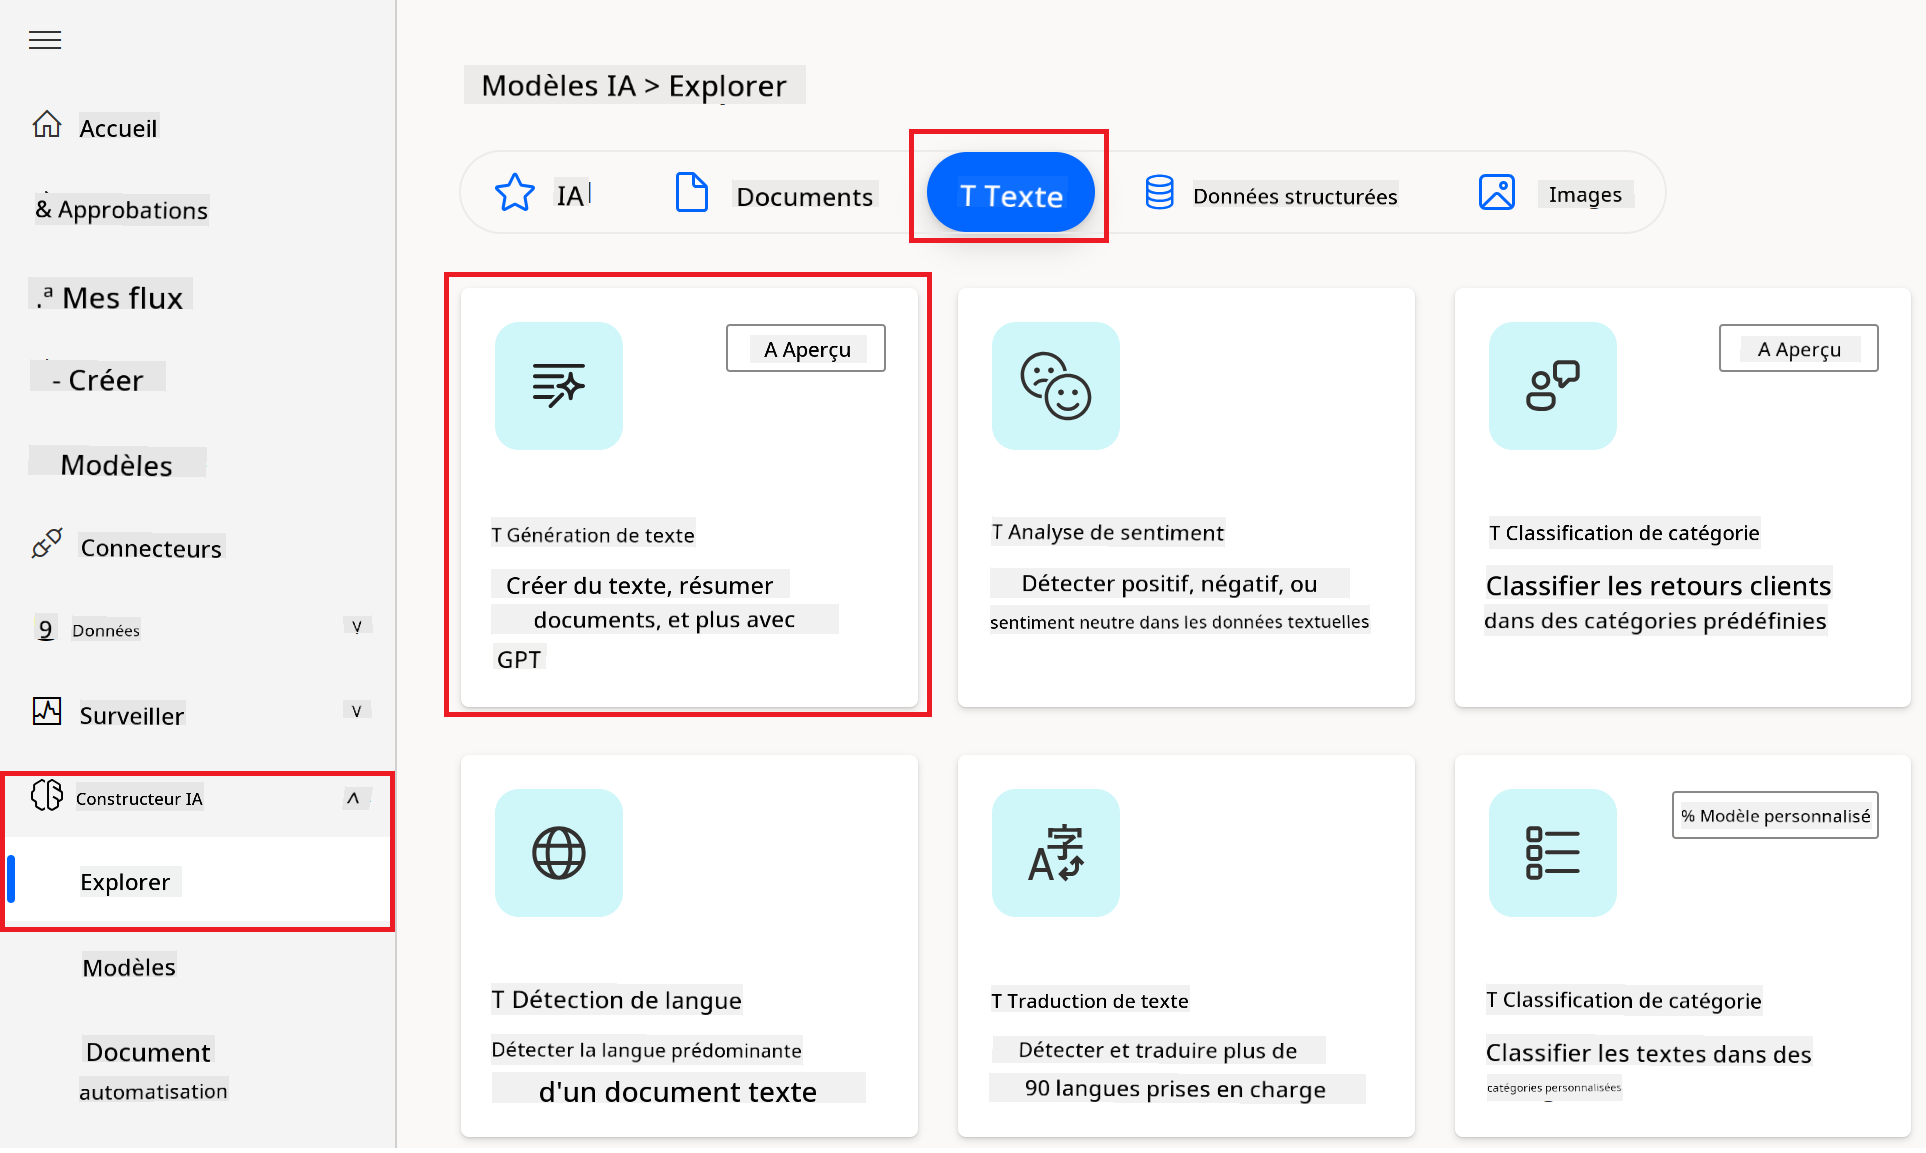 Accueil
& Approbations
.ª Mes flux
- Créer
Modèles
Connecteurs
9 Données
Surveiller
Constructeur IA
Explorer
Modèles
Document
automatisation
Modèles IA > Explorer
IA
Documents
T Texte
Données structurées
Images
A Aperçu
T Génération de texte
Créer du texte, résumer
documents, et plus avec
GPT
T Analyse de sentiment
Détecter positif, négatif, ou
sentiment neutre dans les données textuelles
A Aperçu
T Classification de catégorie
Classifier les retours clients
dans des catégories prédéfinies
T Détection de langue
Détecter la langue prédominante
d'un document texte
T Traduction de texte
Détecter et traduire plus de
90 langues prises en charge
% Modèle personnalisé
T Classification de catégorie
Classifier les textes dans des
catégories personnalisées